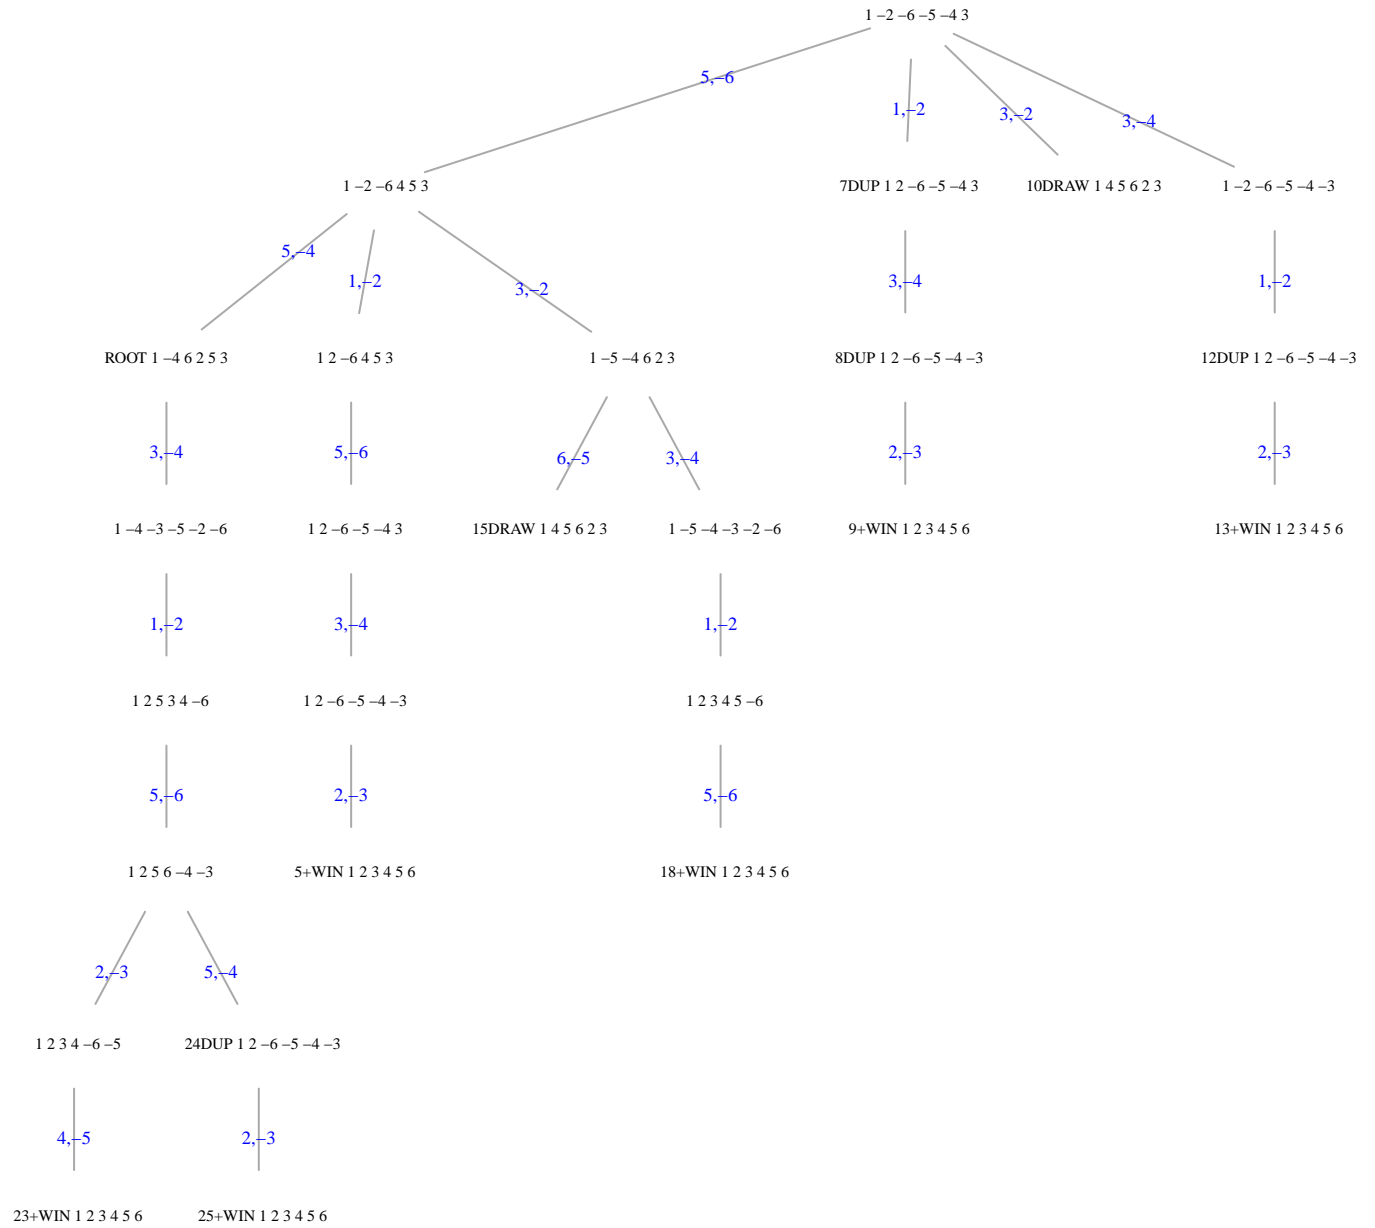 1 –2 –6 –5 –4 3
5,–6
1,–2
3,–2
3,–4
1 –2 –6 4 5 3
7DUP 1 2 –6 –5 –4 3
10DRAW 1 4 5 6 2 3
1 –2 –6 –5 –4 –3
5,–4
1,–2
3,–2
3,–4
1,–2
ROOT 1 –4 6 2 5 3
1 2 –6 4 5 3
1 –5 –4 6 2 3
8DUP 1 2 –6 –5 –4 –3
12DUP 1 2 –6 –5 –4 –3
3,–4
5,–6
6,–5
3,–4
2,–3
2,–3
1 –4 –3 –5 –2 –6
1 2 –6 –5 –4 3
15DRAW 1 4 5 6 2 3
1 –5 –4 –3 –2 –6
9+WIN 1 2 3 4 5 6
13+WIN 1 2 3 4 5 6
1,–2
3,–4
1,–2
1 2 5 3 4 –6
1 2 –6 –5 –4 –3
1 2 3 4 5 –6
5,–6
2,–3
5,–6
1 2 5 6 –4 –3
5+WIN 1 2 3 4 5 6
18+WIN 1 2 3 4 5 6
2,–3
5,–4
1 2 3 4 –6 –5
24DUP 1 2 –6 –5 –4 –3
4,–5
2,–3
23+WIN 1 2 3 4 5 6
25+WIN 1 2 3 4 5 6